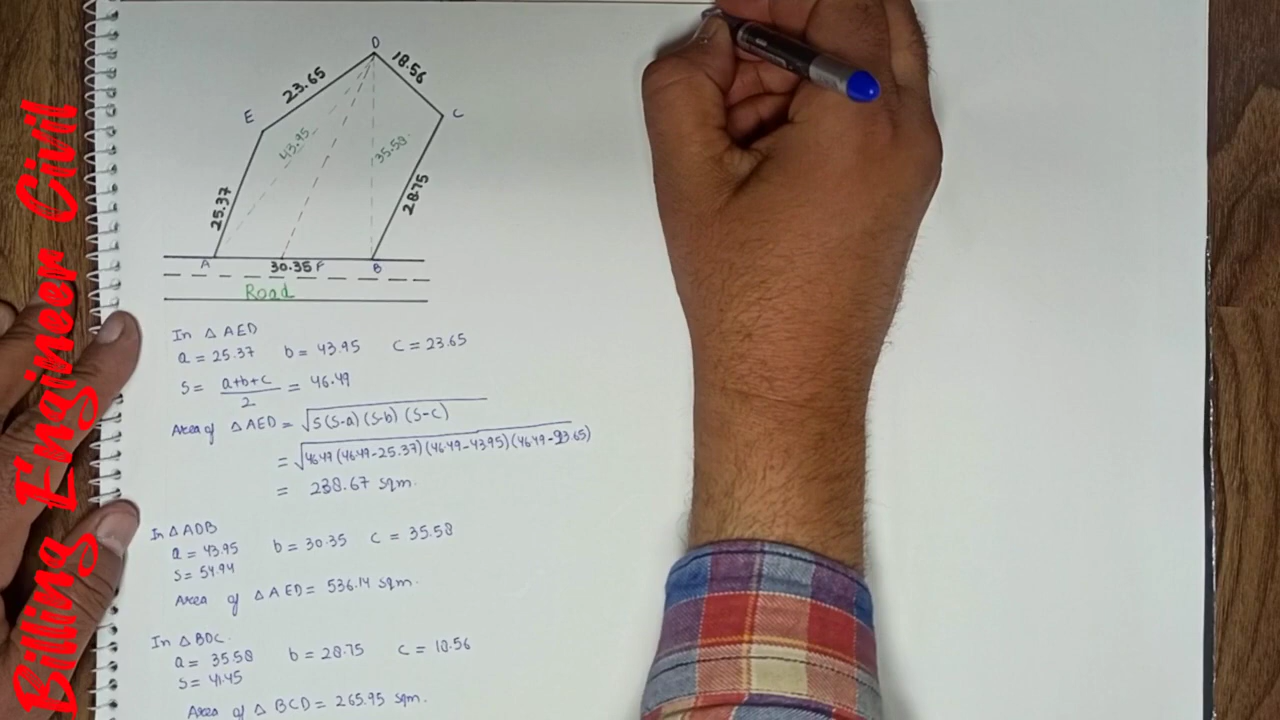 Billing Engineer Civil
D
23.65
18.56
E
C
43.95
35.58
25.37
28.75
A
30.35 F
B
Road
In △ AED
a = 25.37 b = 43.95 c = 23.65
S = a+b+c/2 = 46.49
Area of △ AED = √S(S-a)(S-b)(S-c)
= √46.49(46.49-25.37)(46.49-43.95)(46.49-23.65)
= 238.67 sqm.
In △ ADB
a = 43.95 b = 30.35 c = 35.58
S = 54.94
Area of △ AED = 536.14 sqm.
In △ BDC.
a = 35.58 b = 28.75 c = 18.56
S = 41.45
Area of △ BCD = 265.95 sqm.